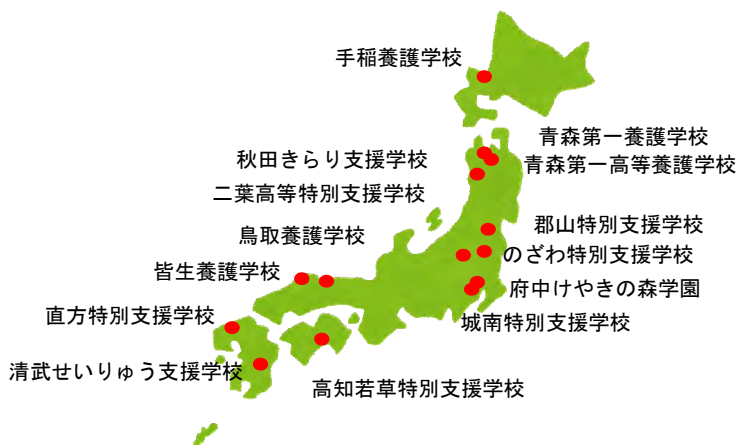 手稲養護学校
青森第一養護学校
秋田きらり支援学校
青森第一高等養護学校
二葉高等特別支援学校
郡山特別支援学校
鳥取養護学校
のざわ特別支援学校
皆生養護学校
府中けやきの森学園
直方特別支援学校
城南特別支援学校
清武せいりゅう支援学校
高知若草特別支援学校